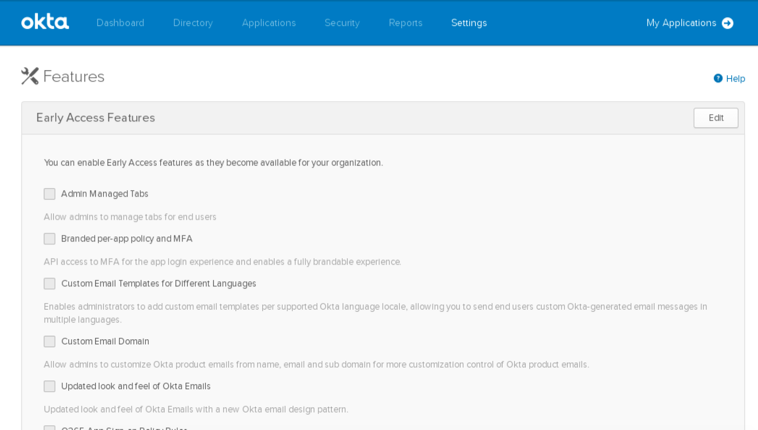 okta Dashboard Directory Applications Security Reports Settings My Applications
Features
Help
Early Access Features
Edit
You can enable Early Access features as they become available for your organization.
Admin Managed Tabs
Allow admins to manage tabs for end users
Branded per-app policy and MFA
API access to MFA for the app login experience and enables a fully brandable experience.
Custom Email Templates for Different Languages
Enables administrators to add custom email templates per supported Okta language locale, allowing you to send end users custom Okta-generated email messages in
multiple languages.
Custom Email Domain
Allow admins to customize Okta product emails from name, email and sub domain for more customization control of Okta product emails.
Updated look and feel of Okta Emails
Updated look and feel of Okta Emails with a new Okta email design pattern.
O365 App Sign-on Policy Rules